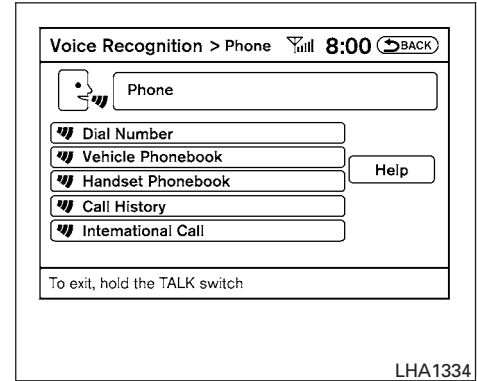 Voice Recognition > Phone 8:00 BACK
Phone
Dial Number
Vehicle Phonebook
Handset Phonebook
Call History
International Call
Help
To exit, hold the TALK switch
LHA1334